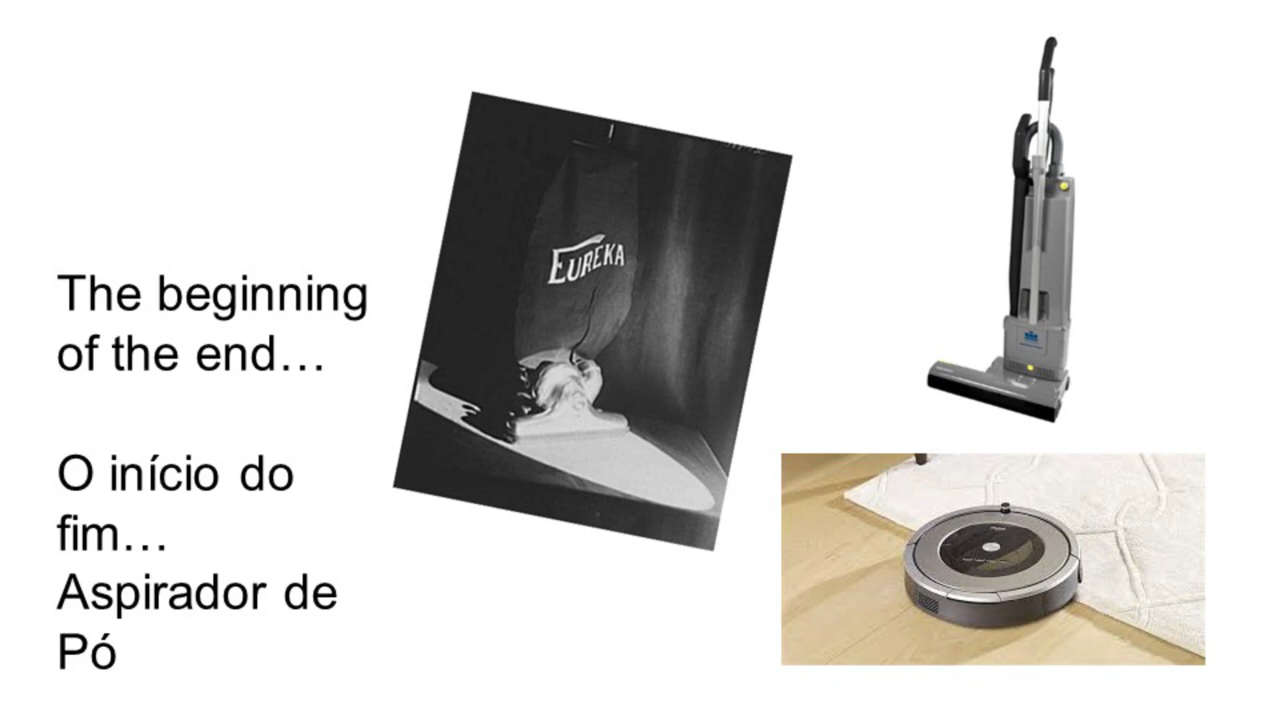 The beginning
of the end…
O início do
fim…
Aspirador de
Pó
EUREKA